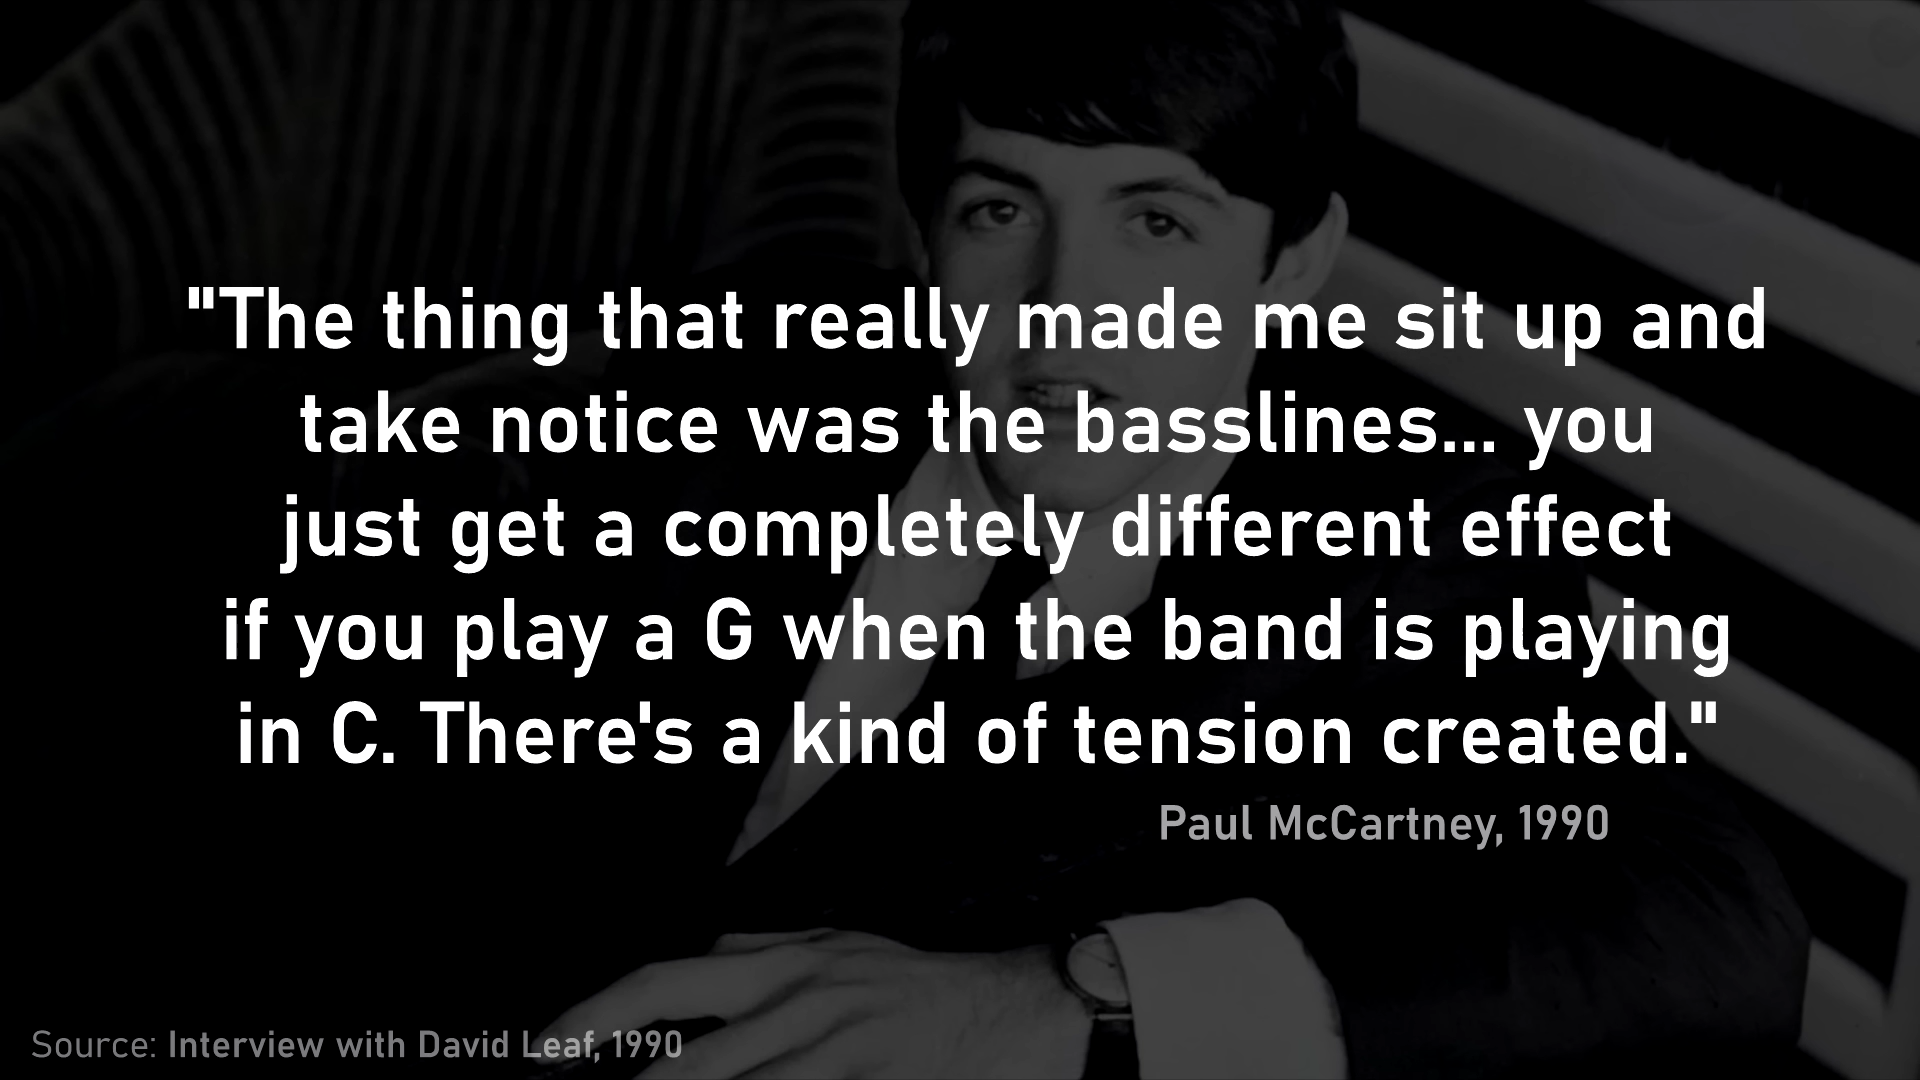 "The thing that really made me sit up and
take notice was the basslines... you
just get a completely different effect
if you play a G when the band is playing
in C. There's a kind of tension created."
Paul McCartney, 1990
Source: Interview with David Leaf, 1990